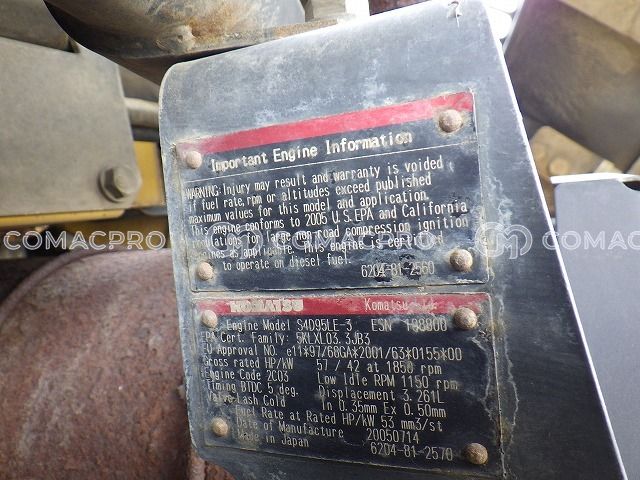 Important Engine Information
WARNING: Injury may result and warranty is voided
if fuel rate, rpm or altitudes exceed published
maximum values for this model and application.
This engine conforms to 2005 U.S.EPA and California
regulations for large non road compression ignition
engines as applicable. This engine is certified
to operate on diesel fuel.
6204-81-2560
COMACPRO
COMACPRO
KOMATSU Komatsu
Engine Model S4D95LE-3 ESN 188800
EPA Cert. Family: 5KLXL03.3JB3
EU Approval NO. e11*97/68GA*2001/63*0155*00
Gross rated HP/kW 57 / 42 at 1850 rpm
Engine Code 2C03 Low Idle RPM 1150 rpm
Timing BTDC 5 deg. Displacement 3.261L
Valve Lash Cold In 0.35mm Ex 0.50mm
Fuel Rate at Rated HP/kW 53 mm3/st
Date of Manufacture 20050714
Made in Japan 6204-81-2570